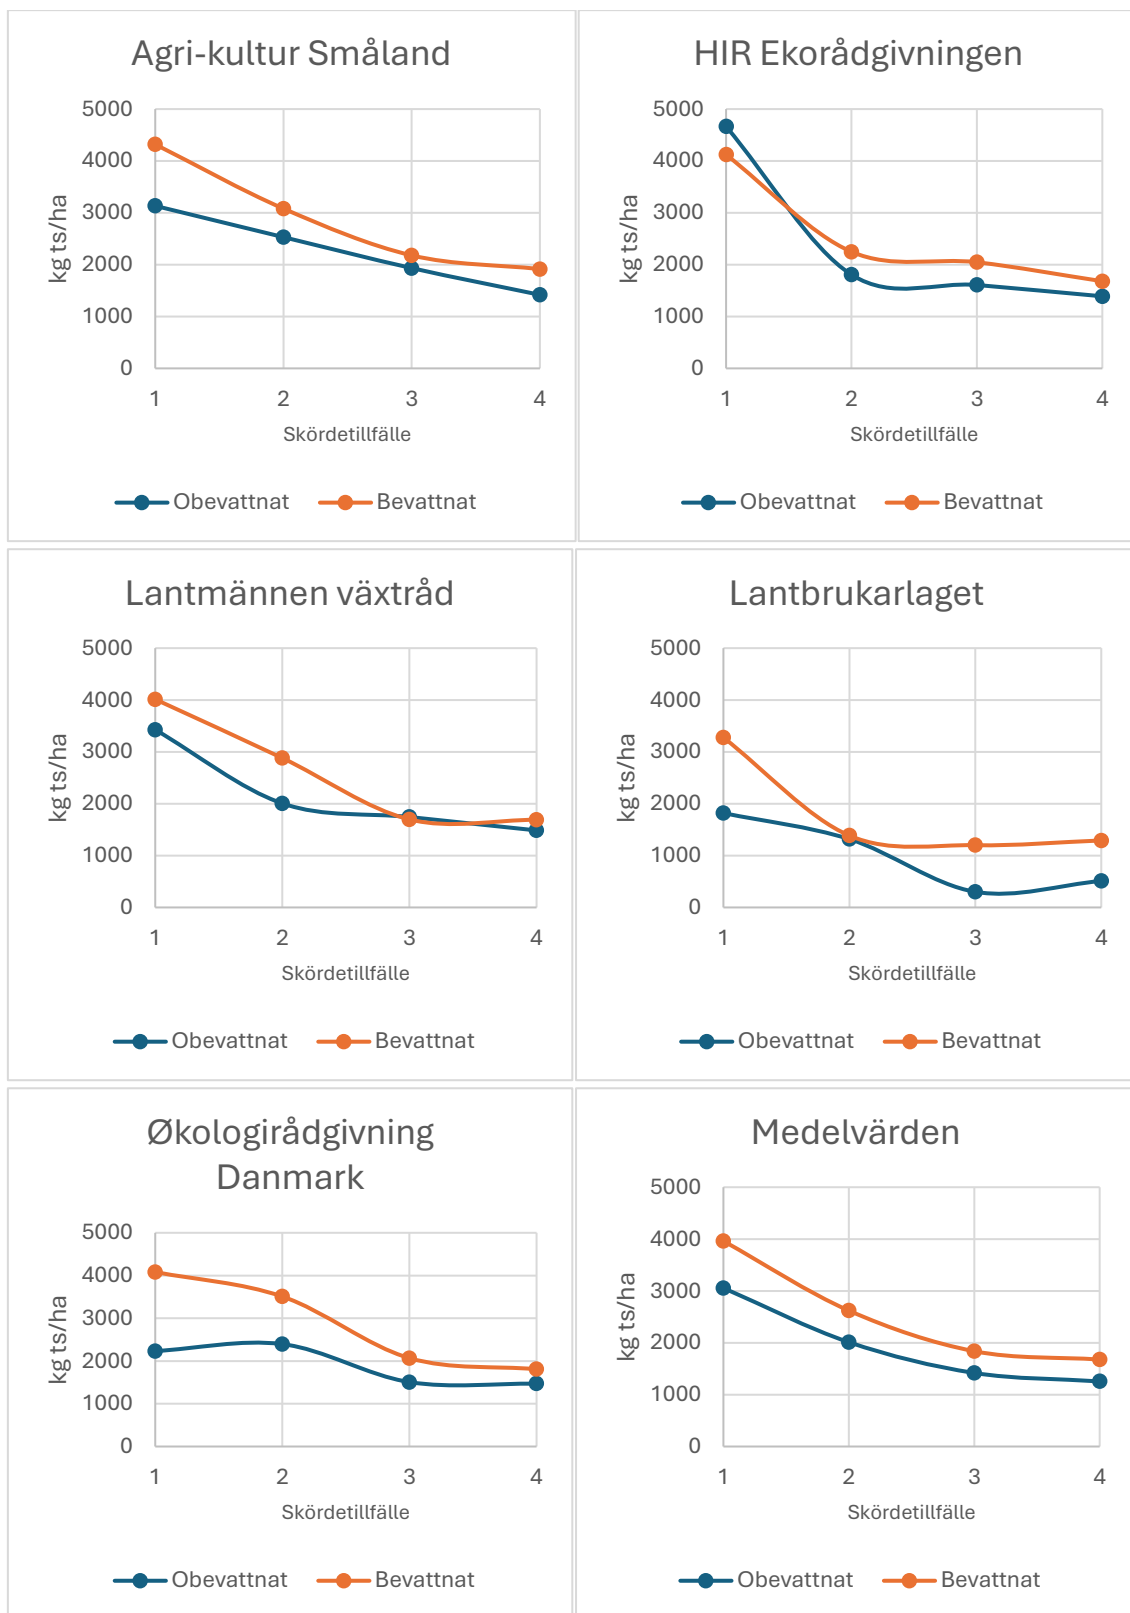 Agri-kultur Småland
5000
4000
3000
2000
1000
0
kg ts/ha
1 2 3 4
Skördetillfälle
Obevattnat Bevattnat
HIR Ekorådgivningen
5000
4000
3000
2000
1000
0
kg ts/ha
1 2 3 4
Skördetillfälle
Obevattnat Bevattnat
Lantmännen växtråd
5000
4000
3000
2000
1000
0
kg ts/ha
1 2 3 4
Skördetillfälle
Obevattnat Bevattnat
Lantbrukarlaget
5000
4000
3000
2000
1000
0
kg ts/ha
1 2 3 4
Skördetillfälle
Obevattnat Bevattnat
Økologirådgivning
Danmark
5000
4000
3000
2000
1000
0
kg ts/ha
1 2 3 4
Skördetillfälle
Obevattnat Bevattnat
Medelvärden
5000
4000
3000
2000
1000
0
kg ts/ha
1 2 3 4
Skördetillfälle
Obevattnat Bevattnat